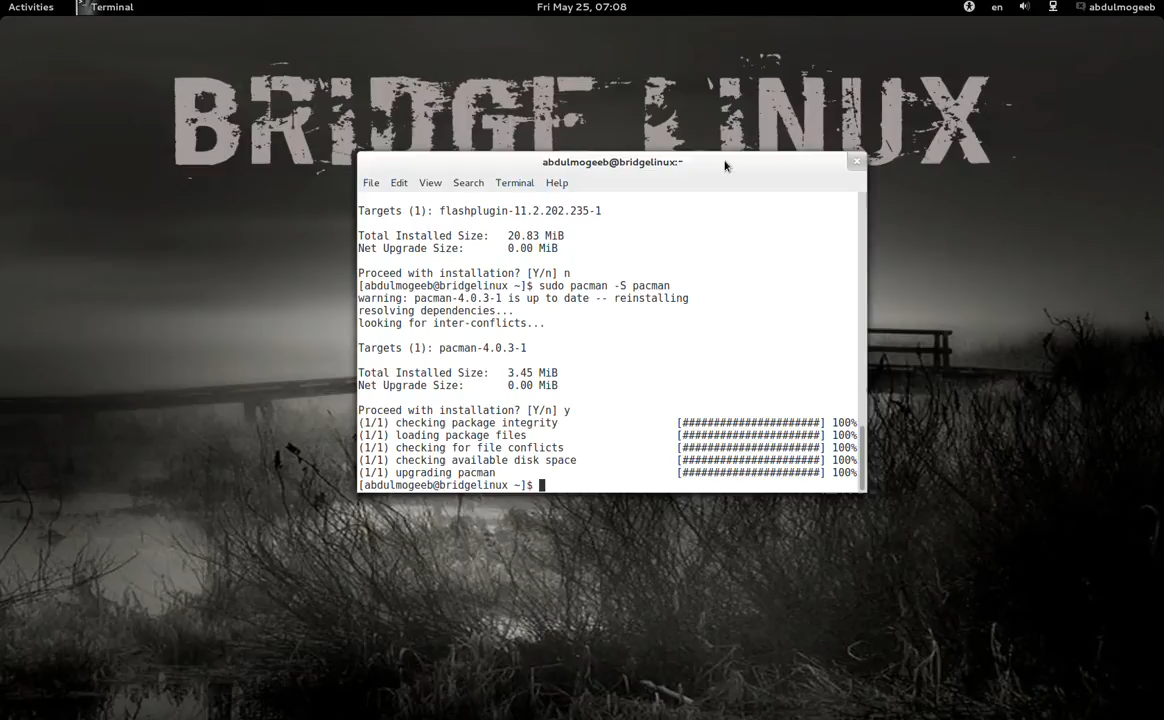 Activities Terminal Fri May 25, 07:08 en abdulmogeeb
BRIDGE LINUX
abdulmogeeb@bridgelinux:~
File Edit View Search Terminal Help
Targets (1): flashplugin-11.2.202.235-1
Total Installed Size: 20.83 MiB
Net Upgrade Size: 0.00 MiB
Proceed with installation? [Y/n] n
[abdulmogeeb@bridgelinux ~]$ sudo pacman -S pacman
warning: pacman-4.0.3-1 is up to date -- reinstalling
resolving dependencies...
looking for inter-conflicts...
Targets (1): pacman-4.0.3-1
Total Installed Size: 3.45 MiB
Net Upgrade Size: 0.00 MiB
Proceed with installation? [Y/n] y
(1/1) checking package integrity [######################] 100%
(1/1) loading package files [######################] 100%
(1/1) checking for file conflicts [######################] 100%
(1/1) checking available disk space [######################] 100%
(1/1) upgrading pacman [######################] 100%
[abdulmogeeb@bridgelinux ~]$